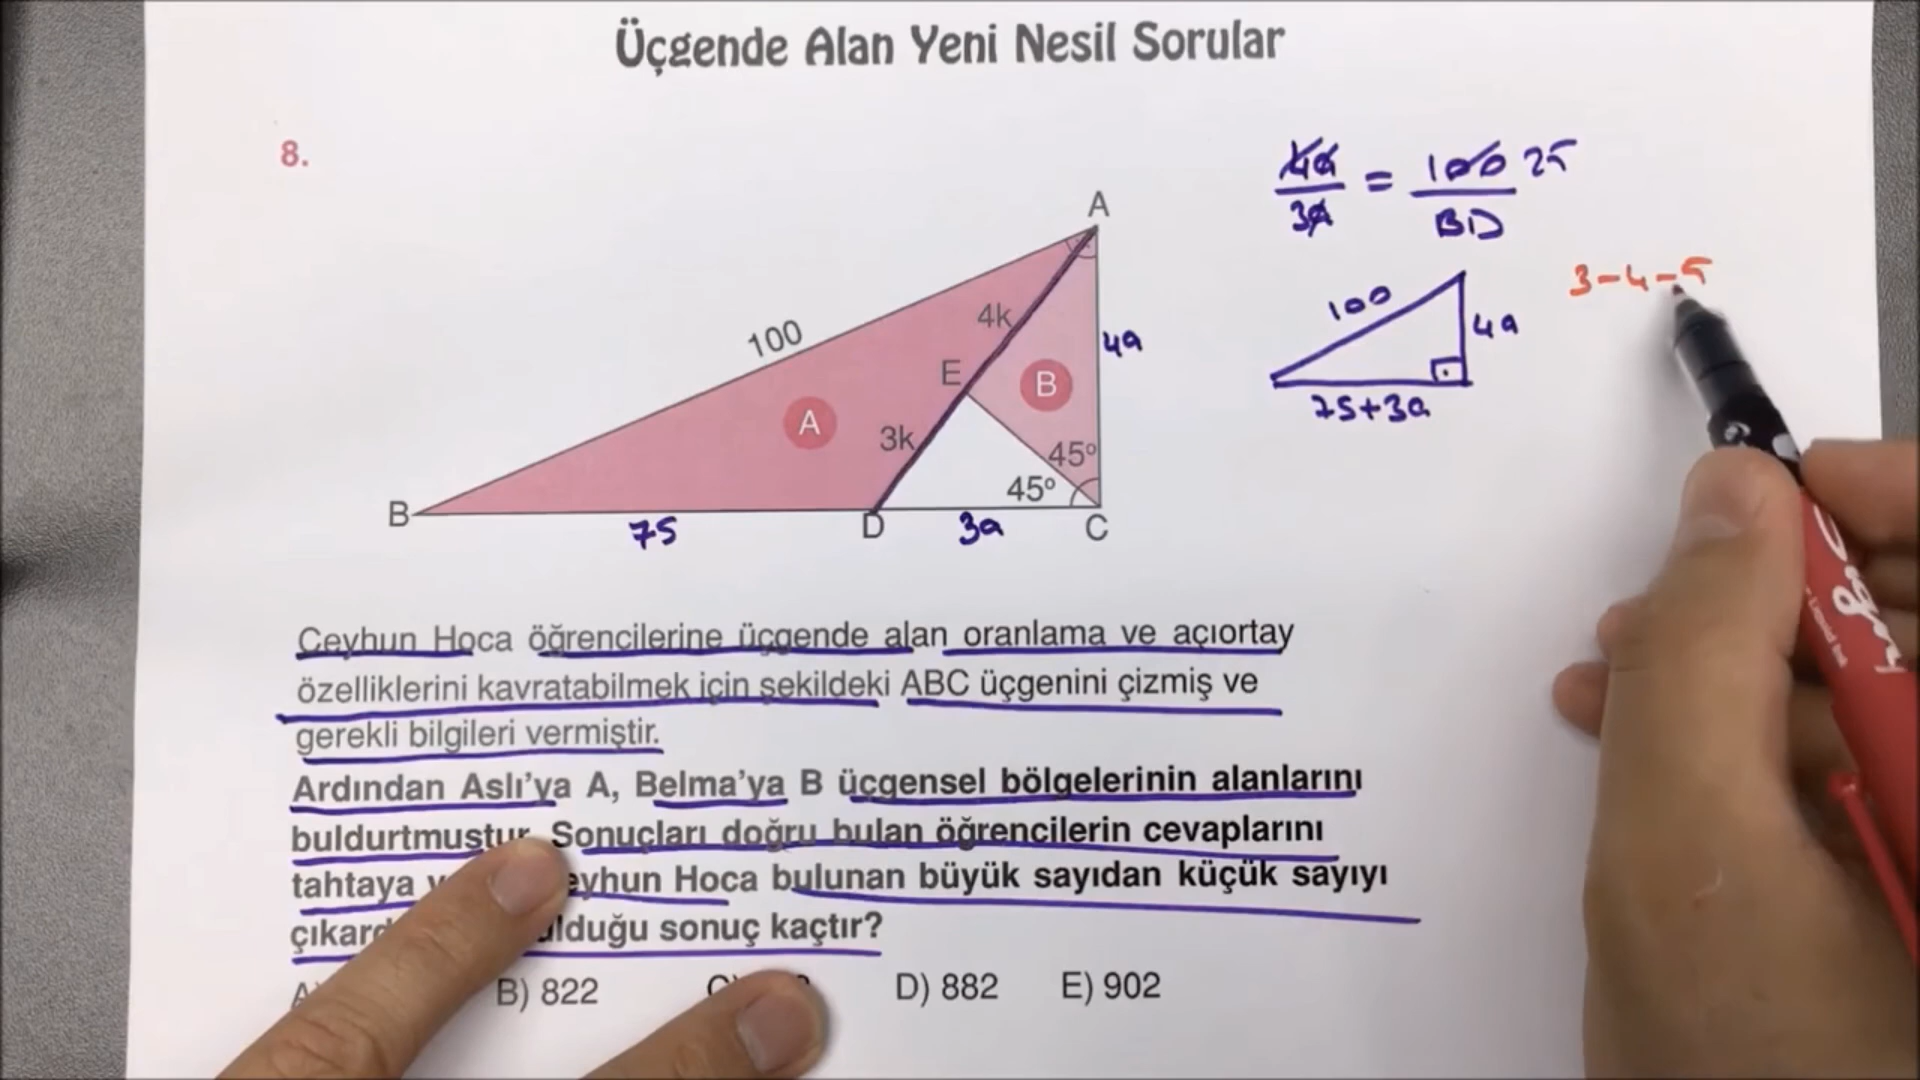 Üçgende Alan Yeni Nesil Sorular
8.
4a/3a = 100 25/BD
A
3-4-5
100
4a
75+3a
100
4k
4a
E
B
A
3k
45°
45°
B
75
D
3a
C
Ceyhun Hoca öğrencilerine üçgende alan oranlama ve açıortay
özelliklerini kavratabilmek için şekildeki ABC üçgenini çizmiş ve
gerekli bilgileri vermiştir.
Ardından Aslı'ya A, Belma'ya B üçgensel bölgelerinin alanlarını
buldurtmuştur. Sonuçları doğru bulan öğrencilerin cevaplarını
tahtaya eyhun Hoca bulunan büyük sayıdan küçük sayıyı
çıkard lduğu sonuç kaçtır?
A) B) 822 C) D) 882 E) 902